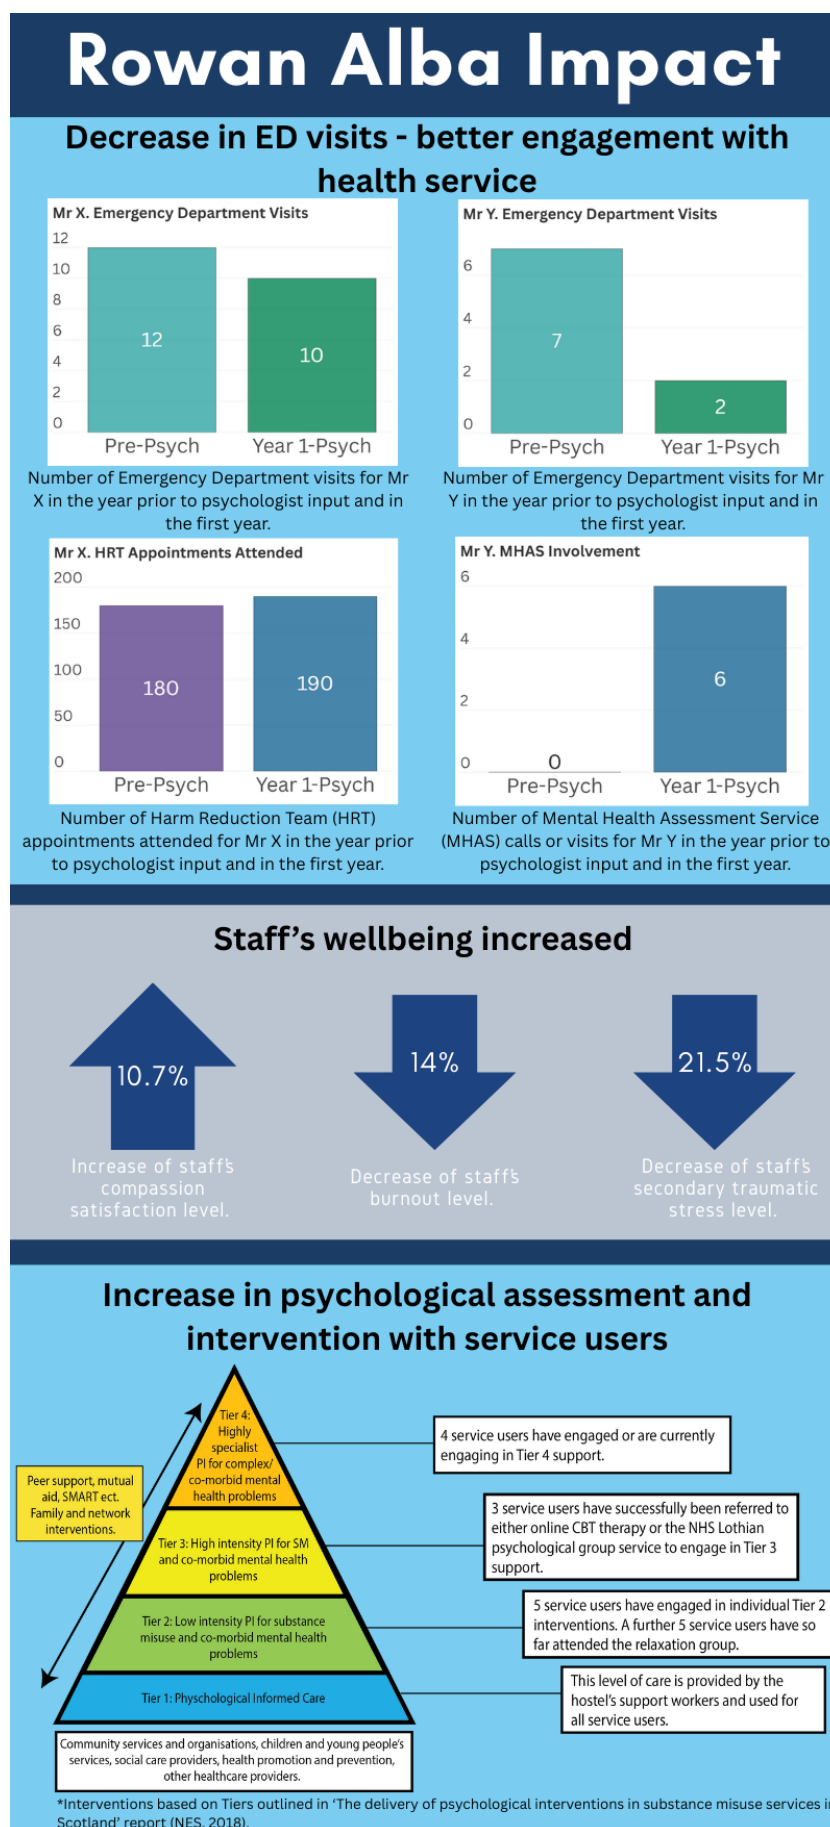 Rowan Alba Impact
Decrease in ED visits - better engagement with
health service
Mr X. Emergency Department Visits
12
10
8
6
4
2
0
12
10
Pre-Psych
Year 1-Psych
Number of Emergency Department visits for Mr
X in the year prior to psychologist input and in
the first year.
Mr Y. Emergency Department Visits
6
4
2
0
7
2
Pre-Psych
Year 1-Psych
Number of Emergency Department visits for Mr
Y in the year prior to psychologist input and in
the first year.
Mr X. HRT Appointments Attended
200
150
100
50
0
180
190
Pre-Psych
Year 1-Psych
Number of Harm Reduction Team (HRT)
appointments attended for Mr X in the year prior
to psychologist input and in the first year.
Mr Y. MHAS Involvement
6
4
2
0
0
6
Pre-Psych
Year 1-Psych
Number of Mental Health Assessment Service
(MHAS) calls or visits for Mr Y in the year prior to
psychologist input and in the first year.
Staff's wellbeing increased
10.7%
Increase of staff's
compassion
satisfaction level.
14%
Decrease of staff's
burnout level.
21.5%
Decrease of staff's
secondary traumatic
stress level.
Increase in psychological assessment and
intervention with service users
Peer support, mutual
aid, SMART ect.
Family and network
interventions.
Tier 4:
Highly
specialist
PI for complex/
co-morbid mental
health problems
4 service users have engaged or are currently
engaging in Tier 4 support.
Tier 3: High intensity PI for SM
and co-morbid mental health
problems
3 service users have successfully been referred to
either online CBT therapy or the NHS Lothian
psychological group service to engage in Tier 3
support.
Tier 2: Low intensity PI for substance
misuse and co-morbid mental health
problems
5 service users have engaged in individual Tier 2
interventions. A further 5 service users have so
far attended the relaxation group.
Tier 1: Physchological Informed Care
This level of care is provided by the
hostel's support workers and used for
all service users.
Community services and organisations, children and young people's
services, social care providers, health promotion and prevention,
other healthcare providers.
*Interventions based on Tiers outlined in 'The delivery of psychological interventions in substance misuse services in
Scotland' report (NES, 2018).